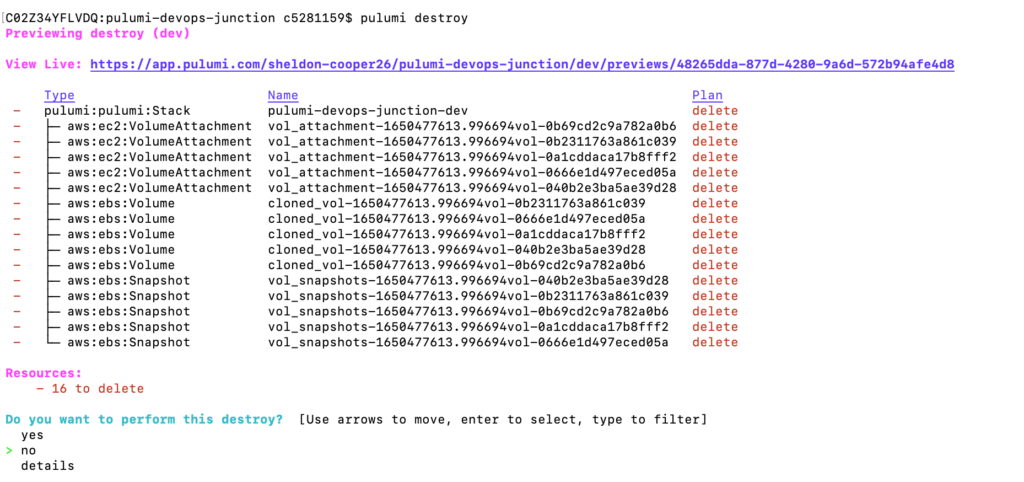 [C02Z34YFLVDQ:pulumi-devops-junction c5281159$ pulumi destroy
Previewing destroy (dev)
View Live: https://app.pulumi.com/sheldon-cooper26/pulumi-devops-junction/dev/previews/48265dda-877d-4280-9a6d-572b94afe4d8
Type Name Plan
- pulumi:pulumi:Stack pulumi-devops-junction-dev delete
- ├─ aws:ec2:VolumeAttachment vol_attachment-1650477613.996694vol-0b69cd2c9a782a0b6 delete
- ├─ aws:ec2:VolumeAttachment vol_attachment-1650477613.996694vol-0b2311763a861c039 delete
- ├─ aws:ec2:VolumeAttachment vol_attachment-1650477613.996694vol-0a1cddaca17b8fff2 delete
- ├─ aws:ec2:VolumeAttachment vol_attachment-1650477613.996694vol-0666e1d497eced05a delete
- ├─ aws:ec2:VolumeAttachment vol_attachment-1650477613.996694vol-040b2e3ba5ae39d28 delete
- ├─ aws:ebs:Volume cloned_vol-1650477613.996694vol-0b2311763a861c039 delete
- ├─ aws:ebs:Volume cloned_vol-1650477613.996694vol-0666e1d497eced05a delete
- ├─ aws:ebs:Volume cloned_vol-1650477613.996694vol-0a1cddaca17b8fff2 delete
- ├─ aws:ebs:Volume cloned_vol-1650477613.996694vol-040b2e3ba5ae39d28 delete
- ├─ aws:ebs:Volume cloned_vol-1650477613.996694vol-0b69cd2c9a782a0b6 delete
- ├─ aws:ebs:Snapshot vol_snapshots-1650477613.996694vol-040b2e3ba5ae39d28 delete
- ├─ aws:ebs:Snapshot vol_snapshots-1650477613.996694vol-0b2311763a861c039 delete
- ├─ aws:ebs:Snapshot vol_snapshots-1650477613.996694vol-0b69cd2c9a782a0b6 delete
- ├─ aws:ebs:Snapshot vol_snapshots-1650477613.996694vol-0a1cddaca17b8fff2 delete
- └─ aws:ebs:Snapshot vol_snapshots-1650477613.996694vol-0666e1d497eced05a delete
Resources:
- 16 to delete
Do you want to perform this destroy? [Use arrows to move, enter to select, type to filter]
yes
> no
details